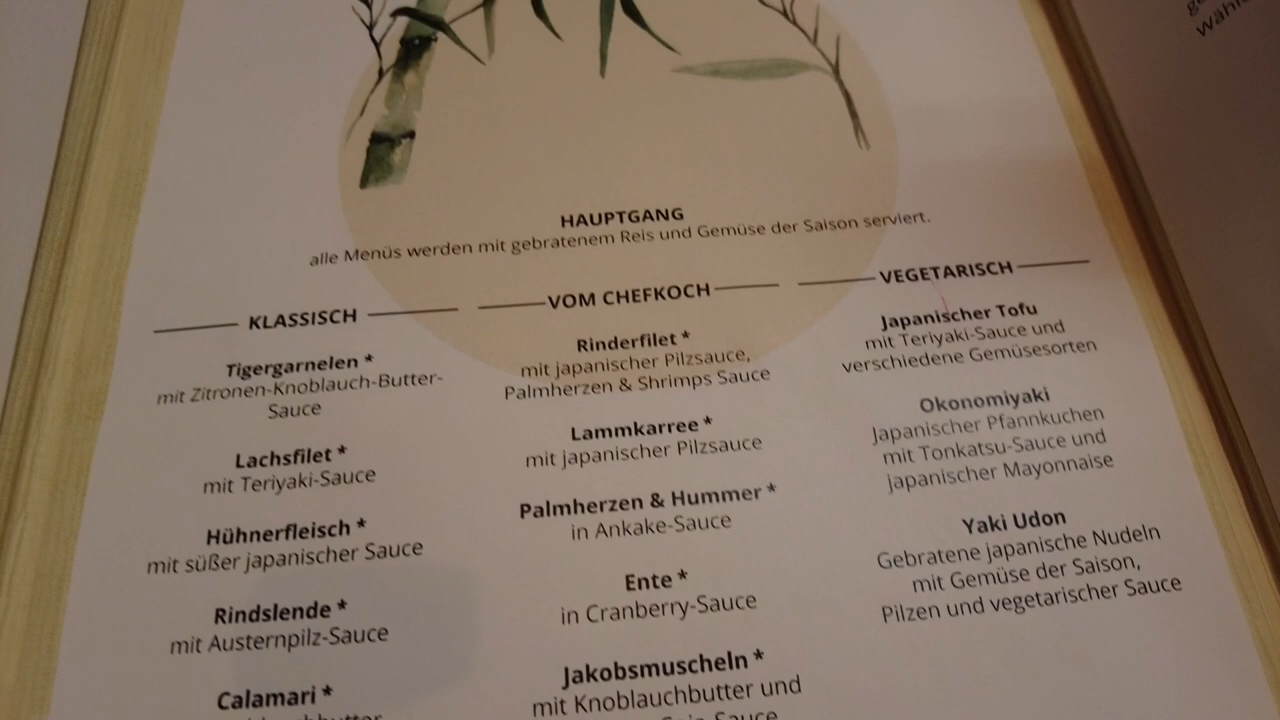 HAUPTGANG
alle Menüs werden mit gebratenem Reis und Gemüse der Saison serviert.
KLASSISCH
Tigergarnelen *
mit Zitronen-Knoblauch-Butter-
Sauce
Lachsfilet *
mit Teriyaki-Sauce
Hühnerfleisch *
mit süßer japanischer Sauce
Rindslende *
mit Austernpilz-Sauce
Calamari *
VOM CHEFKOCH
Rinderfilet *
mit japanischer Pilzsauce,
Palmherzen & Shrimps Sauce
Lammkarree *
mit japanischer Pilzsauce
Palmherzen & Hummer *
in Ankake-Sauce
Ente *
in Cranberry-Sauce
Jakobsmuscheln *
mit Knoblauchbutter und
VEGETARISCH
Japanischer Tofu
mit Teriyaki-Sauce und
verschiedene Gemüsesorten
Okonomiyaki
Japanischer Pfannkuchen
mit Tonkatsu-Sauce und
japanischer Mayonnaise
Yaki Udon
Gebratene japanische Nudeln
mit Gemüse der Saison,
Pilzen und vegetarischer Sauce